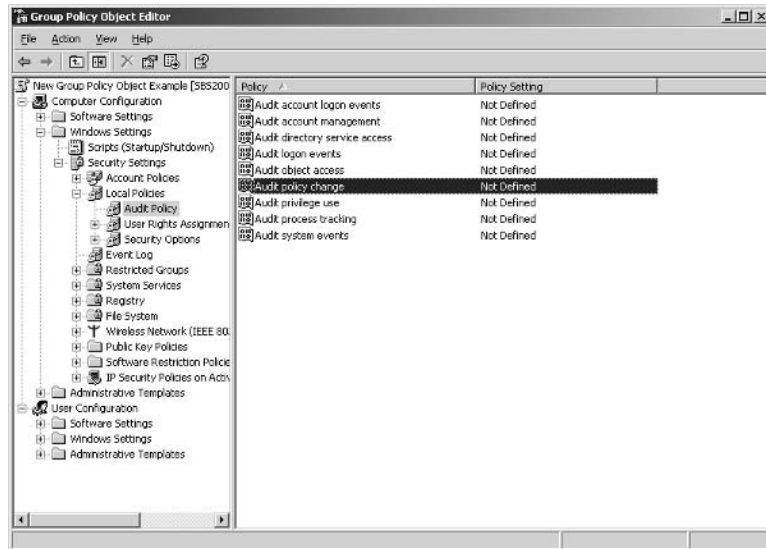 Group Policy Object Editor
File Action View Help
New Group Policy Object Example [SBS200
Computer Configuration
Software Settings
Windows Settings
Scripts (Startup/Shutdown)
Security Settings
Account Policies
Local Policies
Audit Policy
User Rights Assignmen
Security Options
Event Log
Restricted Groups
System Services
Registry
File System
Wireless Network (IEEE 80
Public Key Policies
Software Restriction Policie
IP Security Policies on Activ
Administrative Templates
User Configuration
Software Settings
Windows Settings
Administrative Templates
Policy Policy Setting
Audit account logon events Not Defined
Audit account management Not Defined
Audit directory service access Not Defined
Audit logon events Not Defined
Audit object access Not Defined
Audit policy change Not Defined
Audit privilege use Not Defined
Audit process tracking Not Defined
Audit system events Not Defined